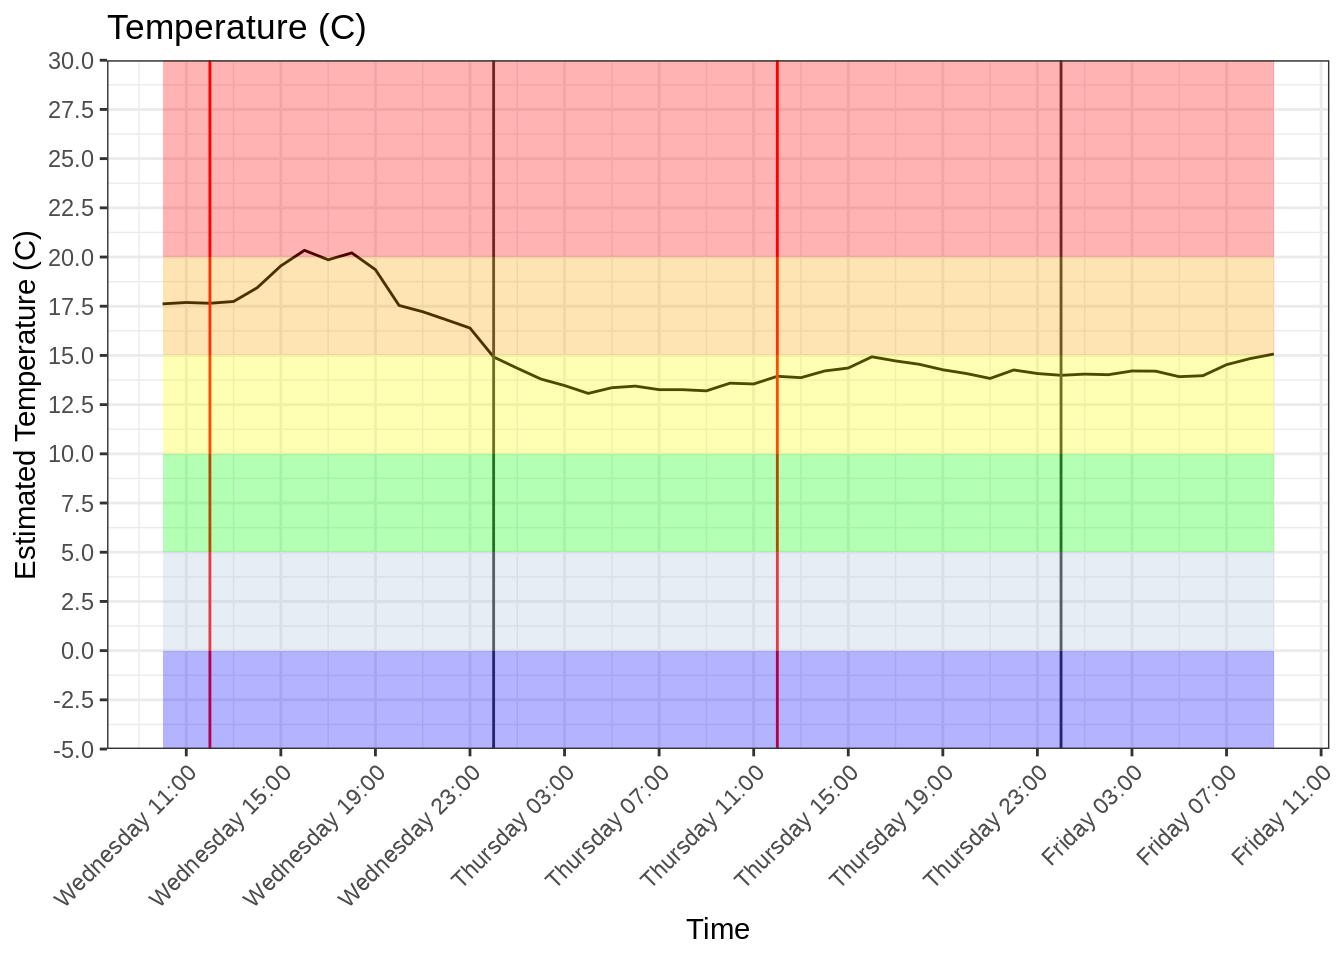 Temperature (C)
Estimated Temperature (C)
30.0
27.5
25.0
22.5
20.0
17.5
15.0
12.5
10.0
7.5
5.0
2.5
0.0
-2.5
-5.0
Wednesday 11:00
Wednesday 15:00
Wednesday 19:00
Wednesday 23:00
Thursday 03:00
Thursday 07:00
Thursday 11:00
Thursday 15:00
Thursday 19:00
Thursday 23:00
Friday 03:00
Friday 07:00
Friday 11:00
Time